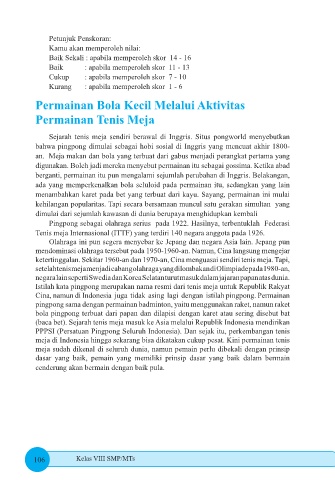 Petunjuk Penskoran:
Kamu akan memperoleh nilai:
Baik Sekali : apabila memperoleh skor 14 - 16
Baik : apabila memperoleh skor 11 - 13
Cukup : apabila memperoleh skor 7 - 10
Kurang : apabila memperoleh skor 1 - 6
Permainan Bola Kecil Melalui Aktivitas
Permainan Tenis Meja
Sejarah tenis meja sendiri berawal di Inggris. Situs pongworld menyebutkan
bahwa pingpong dimulai sebagai hobi sosial di Inggris yang mencuat akhir 1800-
an. Meja makan dan bola yang terbuat dari gabus menjadi perangkat pertama yang
digunakan. Boleh jadi mereka menyebut permainan itu sebagai gossima. Ketika abad
berganti, permainan itu pun mengalami sejumlah perubahan di Inggris. Belakangan,
ada yang memperkenalkan bola seluloid pada permainan itu, sedangkan yang lain
menambahkan karet pada bet yang terbuat dari kayu. Sayang, permainan ini mulai
kehilangan popularitas. Tapi secara bersamaan muncul satu gerakan simultan yang
dimulai dari sejumlah kawasan di dunia berupaya menghidupkan kembali
Pingpong sebagai olahraga serius pada 1922. Hasilnya, terbentuklah Federasi
Tenis meja Internasional (ITTF) yang terdiri 140 negara anggota pada 1926.
Olahraga ini pun segera menyebar ke Jepang dan negara Asia lain. Jepang pun
mendominasi olahraga tersebut pada 1950-1960-an. Namun, Cina langsung mengejar
ketertinggalan. Sekitar 1960-an dan 1970-an, Cina menguasai sendiri tenis meja. Tapi,
setelah tenis meja menjadi cabang olahraga yang dilombakan di Olimpiade pada 1980-an,
negara lain seperti Swedia dan Korea Selatan turut masuk dalam jajaran papan atas dunia.
Istilah kata pingpong merupakan nama resmi dari tenis meja untuk Republik Rakyat
Cina, namun di Indonesia juga tidak asing lagi dengan istilah pingpong. Permainan
pingpong sama dengan permainan badminton, yaitu menggunakan raket, namun raket
bola pingpong terbuat dari papan dan dilapisi dengan karet atau sering disebut bat
(baca bet). Sejarah tenis meja masuk ke Asia melalui Republik Indonesia mendirikan
PPPSI (Persatuan Pingpong Seluruh Indonesia). Dan sejak itu, perkembangan tenis
meja di Indonesia hingga sekarang bisa dikatakan cukup pesat. Kini permainan tenis
meja sudah dikenal di seluruh dunia, namun pemain perlu dibekali dengan prinsip
dasar yang baik, pemain yang memiliki prinsip dasar yang baik dalam bermain
cenderung akan bermain dengan baik pula.
106 Kelas VIII SMP/MTs